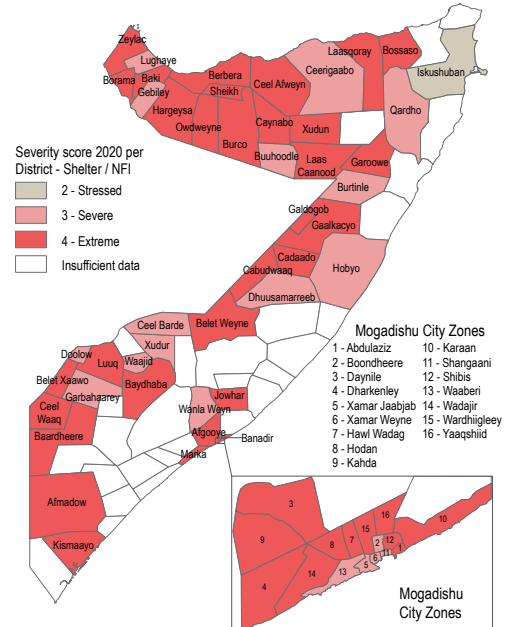 Zeylac
Lughaye
Borama
Baki
Gebiley
Berbera
Sheikh
Hargeysa
Owdweyne
Burco
Ceel Afweyn
Ceerigaabo
Laasqoray
Bossaso
Iskushuban
Qardho
Caynabo
Xudun
Buuhoodle
Laas
Caanood
Garoowe
Burtinle
Severity score 2020 per
District - Shelter / NFI
2 - Stressed
3 - Severe
4 - Extreme
Insufficient data
Galdogob
Gaalkacyo
Cadaado
Cabudwaaq
Hobyo
Dhuusamarreeb
Ceel Barde
Belet Weyne
Xudur
Doolow
Luuq
Waajid
Belet Xaawo
Garbahaarey
Baydhaba
Ceel
Waaq
Baardheere
Wanla Weyn
Jowhar
Afgooye
Banadir
Marka
Afmadow
Kismaayo
Mogadishu City Zones
1 - Abdulaziz
2 - Boondheere
3 - Daynile
4 - Dharkenley
5 - Xamar Jaabjab
6 - Xamar Weyne
7 - Hawl Wadag
8 - Hodan
9 - Kahda
10 - Karaan
11 - Shangaani
12 - Shibis
13 - Waaberi
14 - Wadajir
15 - Wardhiigleey
16 - Yaaqshiid
3
16
10
15
9
8
7
2
12
1
11
6
5
13
14
4
Mogadishu
City Zones